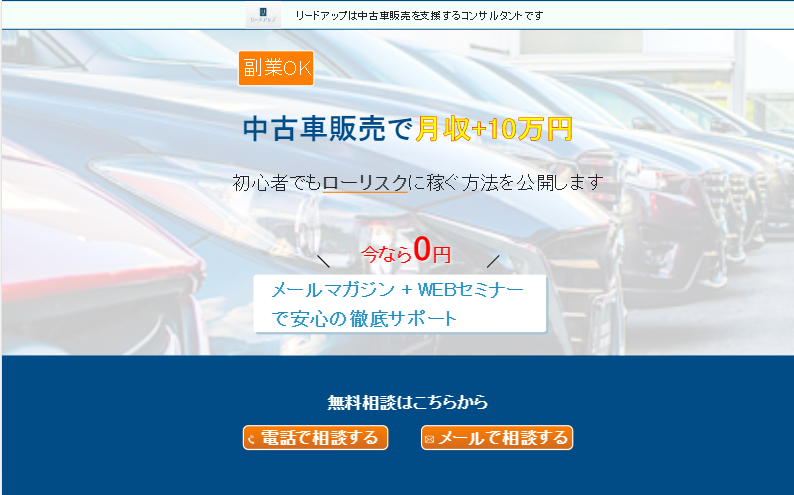 リードアップ
リードアップは中古車販売を支援するコンサルタントです
副業OK
中古車販売で月収+10万円
初心者でもローリスクに稼ぐ方法を公開します
今なら0円
メールマガジン + WEBセミナー
で安心の徹底サポート
無料相談はこちらから
電話で相談する
メールで相談する